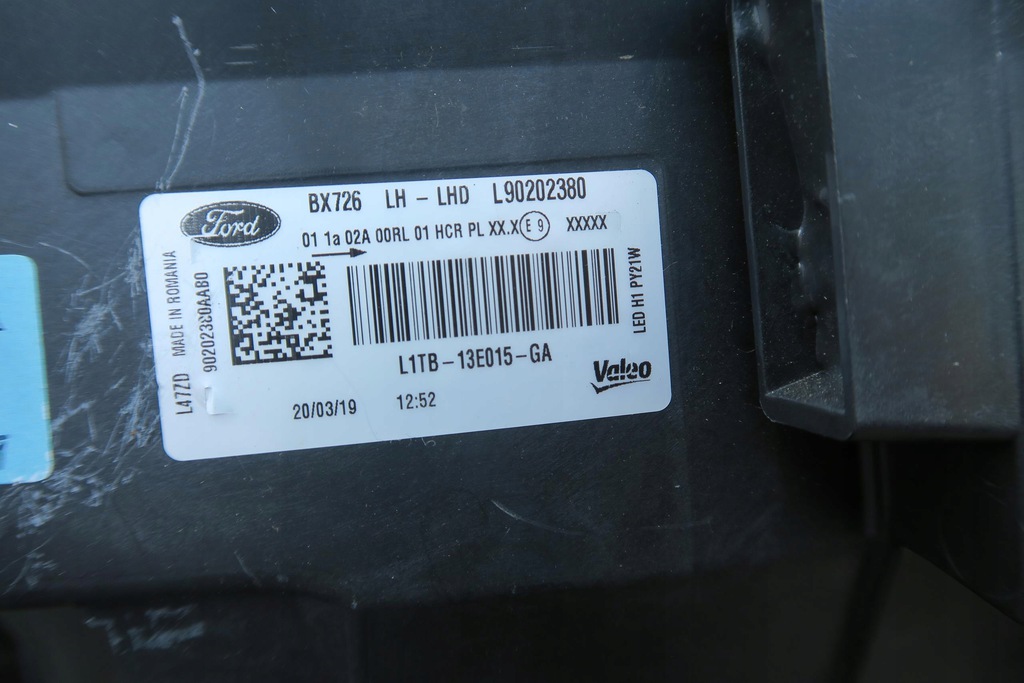 Ford
BX726 LH - LHD L90202380
01 1a 02A 00RL 01 HCR PL XX.X E9 XXXXX
L47ZD MADE IN ROMANIA
90202380AAB0
LED H1 PY21W
L1TB-13E015-GA
Valeo
20/03/19 12:52